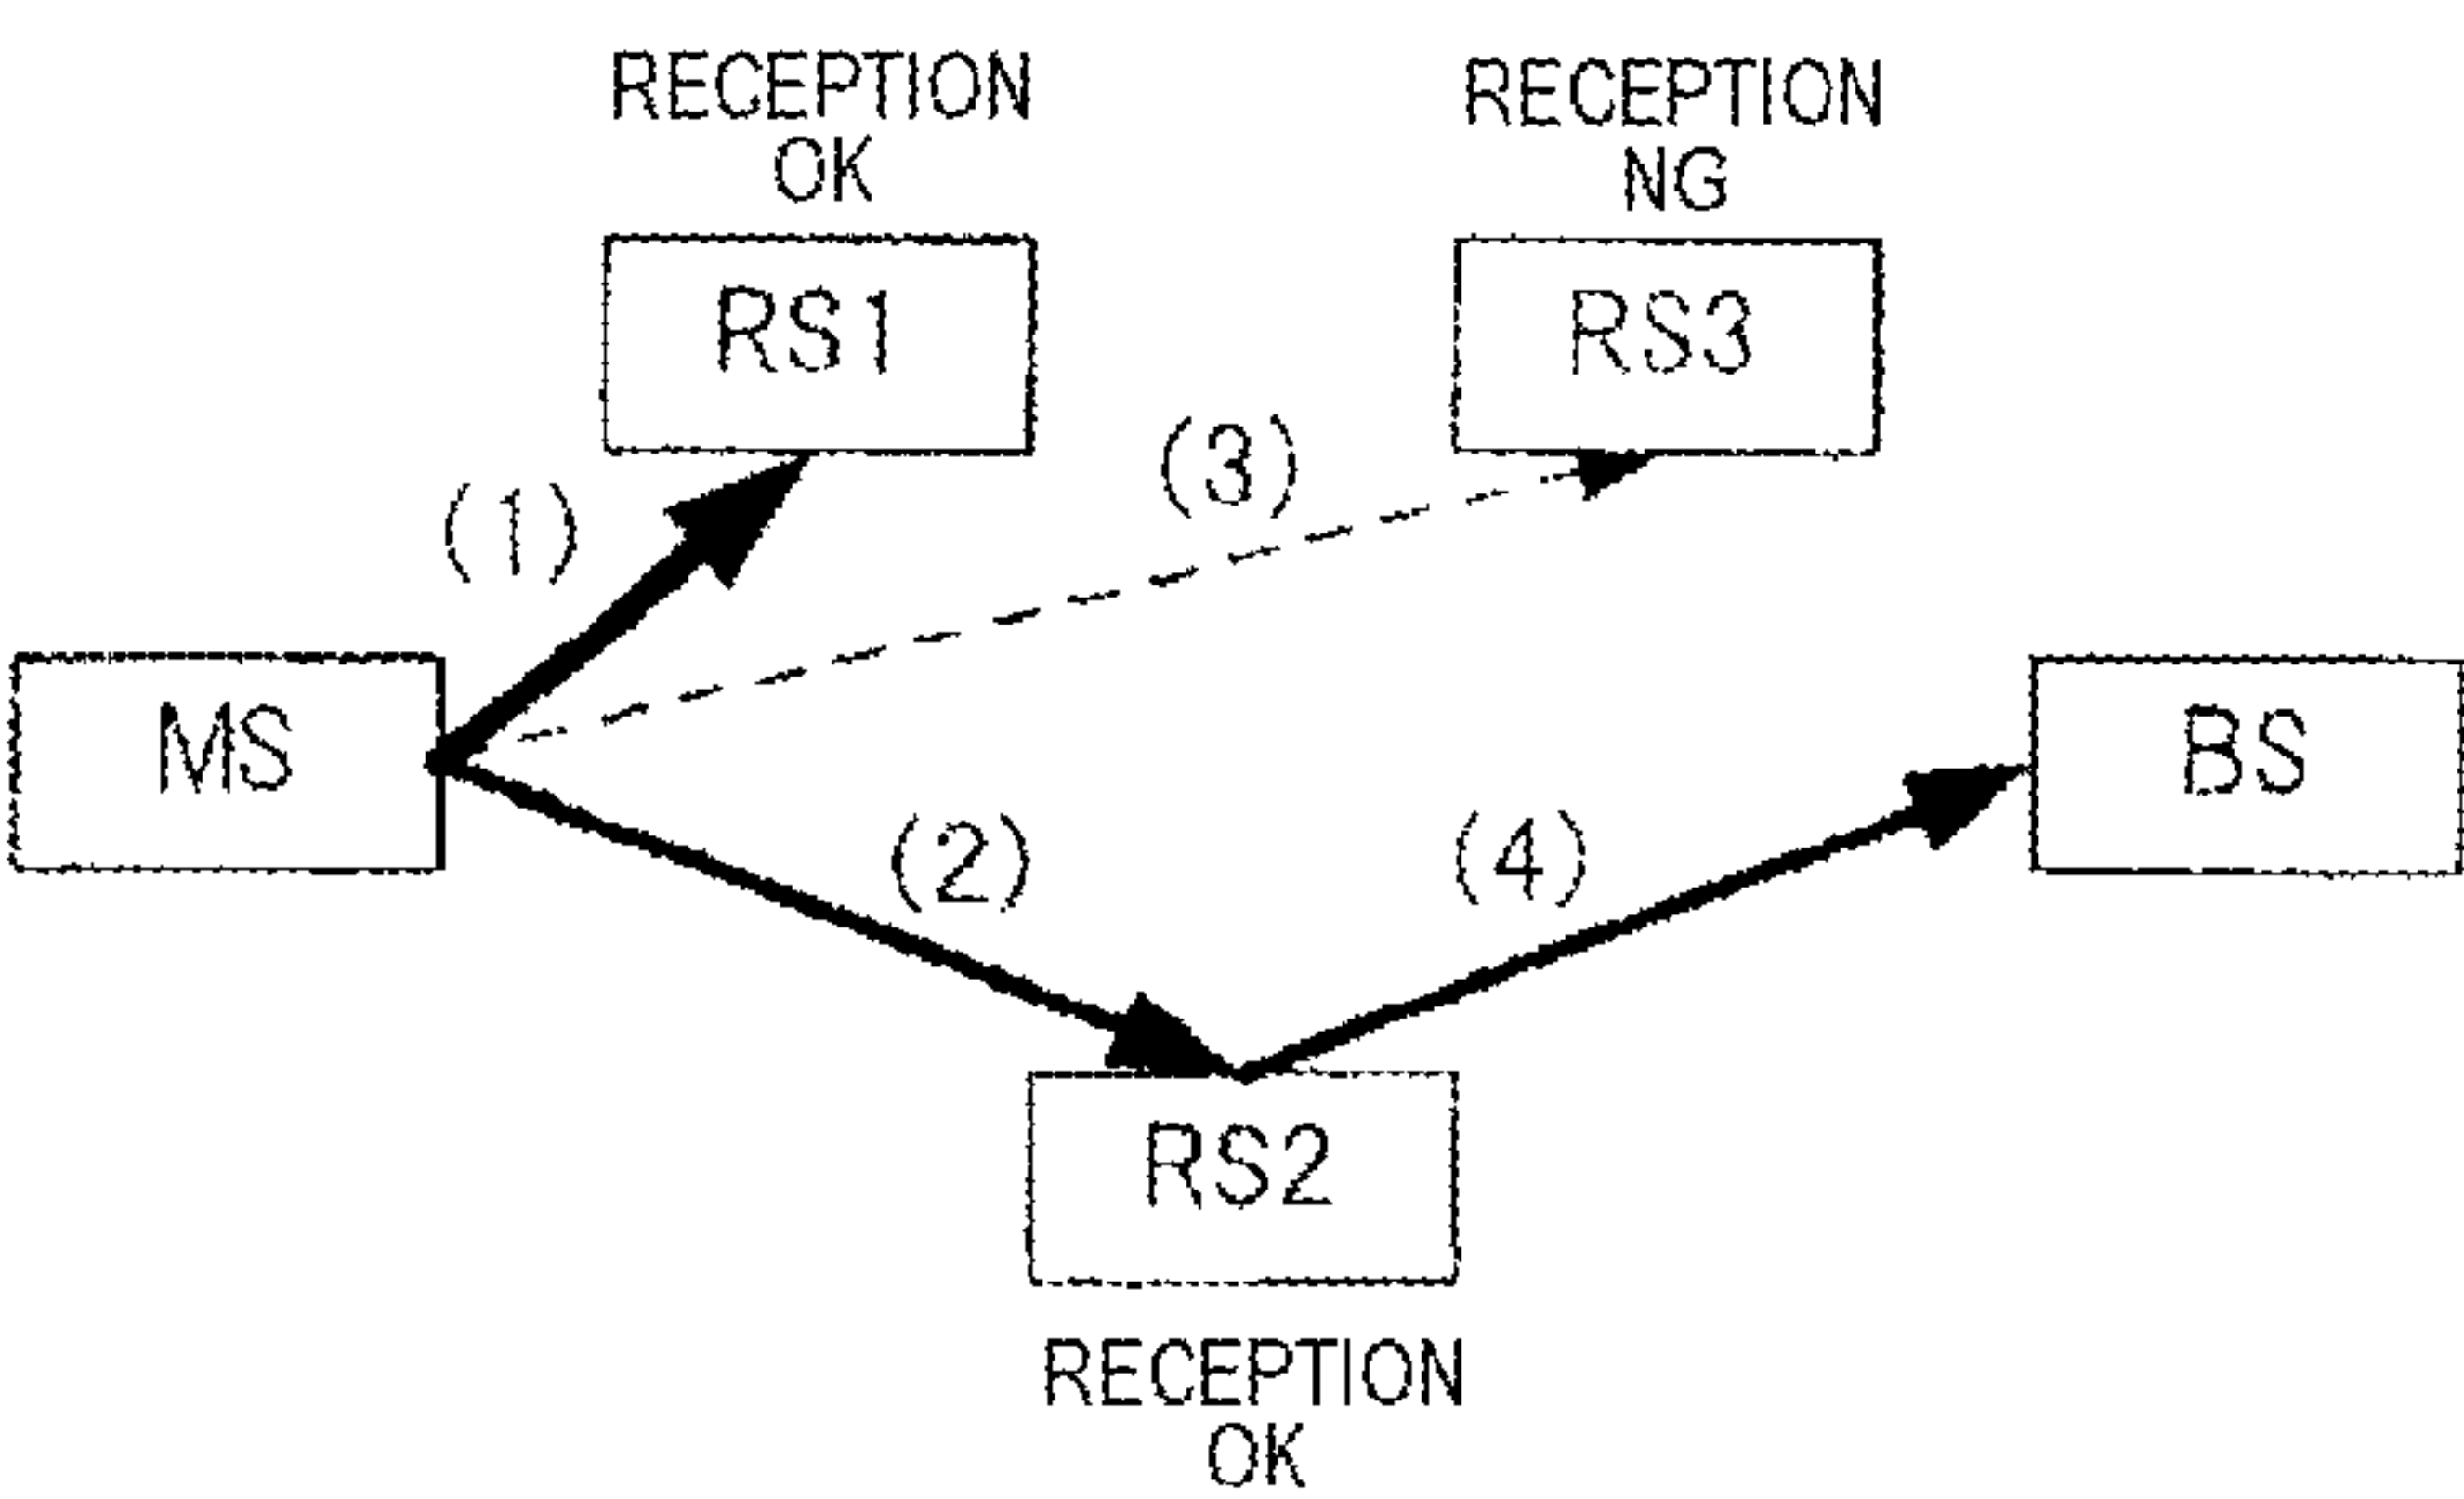 RECEPTION
OK
RECEPTION
NG
RS1
RS3
(1)
(3)
MS
BS
(2)
(4)
RS2
RECEPTION
OK